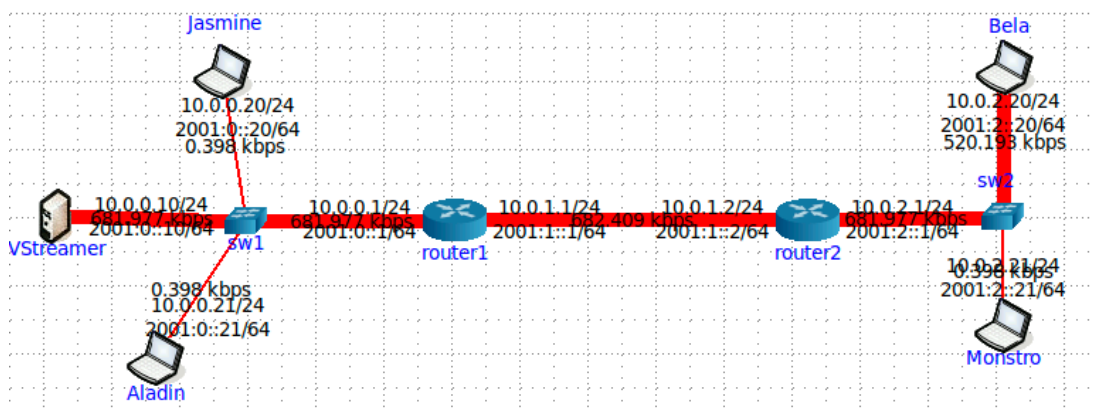 Jasmine
10.0.0.20/24
2001:0::20/64
0.398 kbps
Bela
10.0.2.20/24
2001:2::20/64
520.193 kbps
sw2
VStreamer
10.0.0.10/24
681.977 kbps
2001:0::10/64
sw1
10.0.0.1/24
681.977 kbps
2001:0::1/64
router1
10.0.1.1/24
2001:1::1/64
682.409 kbps
10.0.1.2/24
2001:1::2/64
router2
10.0.2.1/24
681.977 kbps
2001:2::1/64
0.398 kbps
10.0.0.21/24
2001:0::21/64
Aladin
10.0.2.21/24
0.398 kbps
2001:2::21/64
Monstro